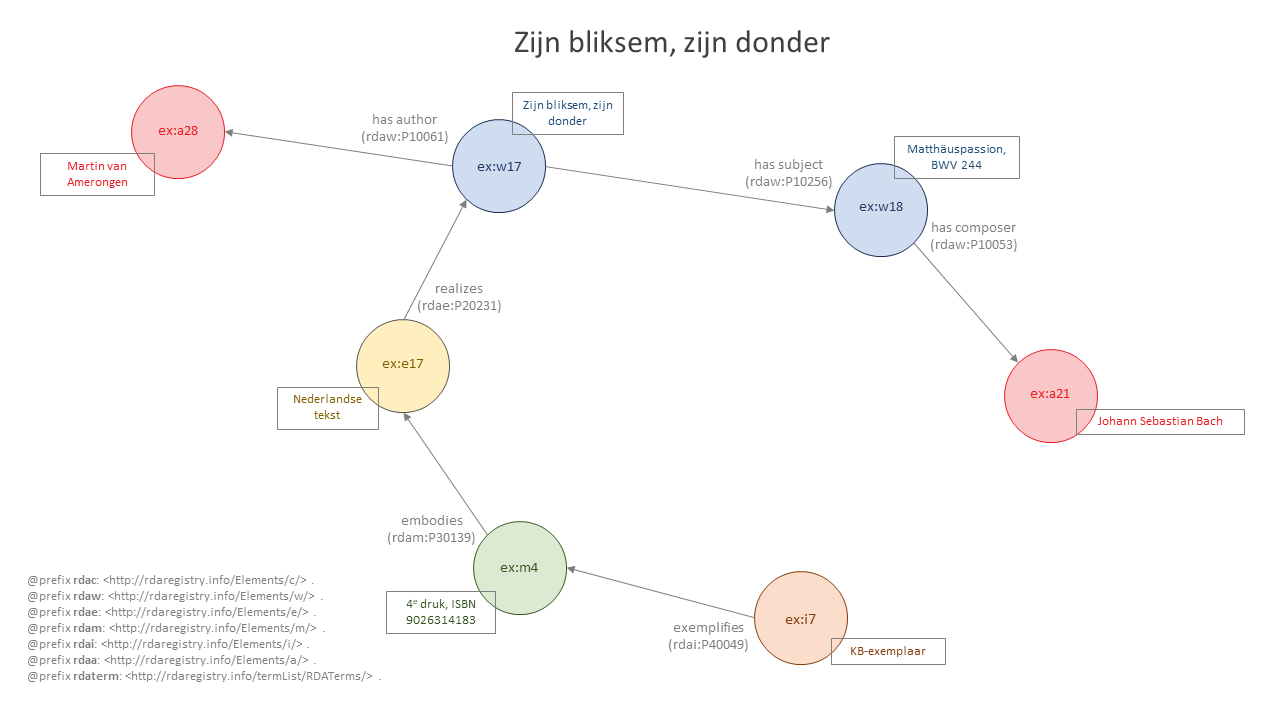 Zijn bliksem, zijn donder
ex:a28
Martin van
Amerongen
has author
(rdaw:P10061)
Zijn bliksem, zijn
donder
ex:w17
has subject
(rdaw:P10256)
Matthäuspassion,
BWV 244
ex:w18
has composer
(rdaw:P10053)
realizes
(rdae:P20231)
ex:e17
Nederlandse
tekst
ex:a21
Johann Sebastian Bach
embodies
(rdam:P30139)
ex:m4
4e druk, ISBN
9026314183
exemplifies
(rdai:P40049)
ex:i7
KB-exemplaar
@prefix rdac: <http://rdaregistry.info/Elements/c/> .
@prefix rdaw: <http://rdaregistry.info/Elements/w/> .
@prefix rdae: <http://rdaregistry.info/Elements/e/> .
@prefix rdam: <http://rdaregistry.info/Elements/m/> .
@prefix rdai: <http://rdaregistry.info/Elements/i/> .
@prefix rdaa: <http://rdaregistry.info/Elements/a/> .
@prefix rdaterm: <http://rdaregistry.info/termList/RDATerms/> .